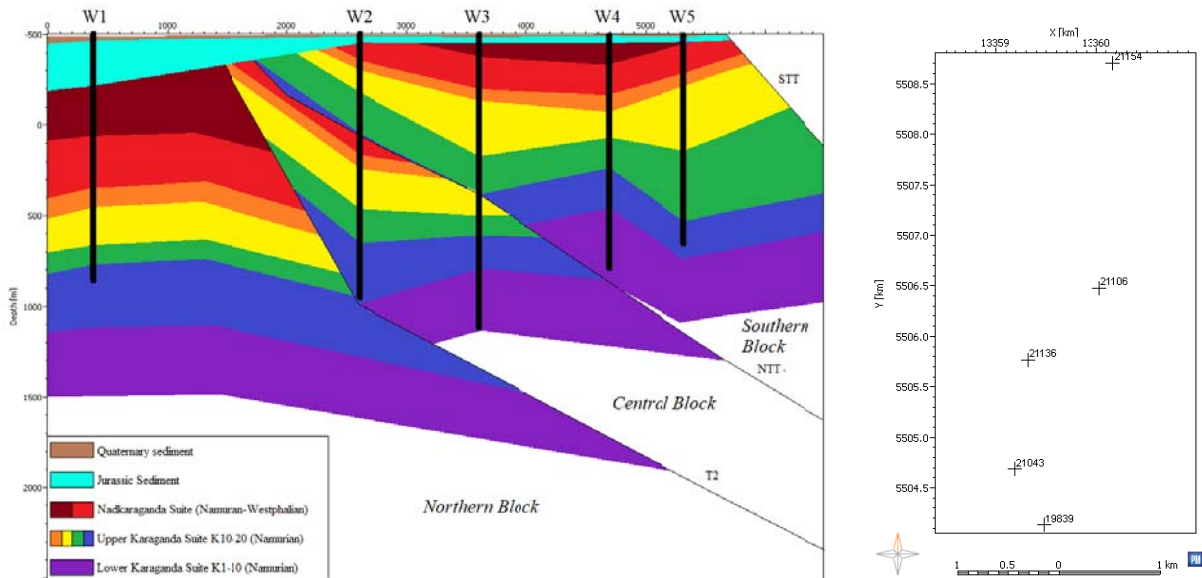 W1 W2 W3 W4 W5
0 1000 2000 3000 4000 5000
-500
0
500
1000
1500
2000
Depth [m]
STT
Southern
Block
NTT
Central Block
T2
Northern Block
Quaternary sediment
Jurassic Sediment
Nadkaraganda Suite (Namuran-Westphalian)
Upper Karaganda Suite K10-20 (Namurian)
Lower Karaganda Suite K1-10 (Namurian)
X [km]
13359 13360
21154
5508.5
5508.0
5507.5
5507.0
5506.5
5506.0
5505.5
5505.0
5504.5
Y [km]
21106
21136
21043
19839
1 0.5 0 1 km
PM